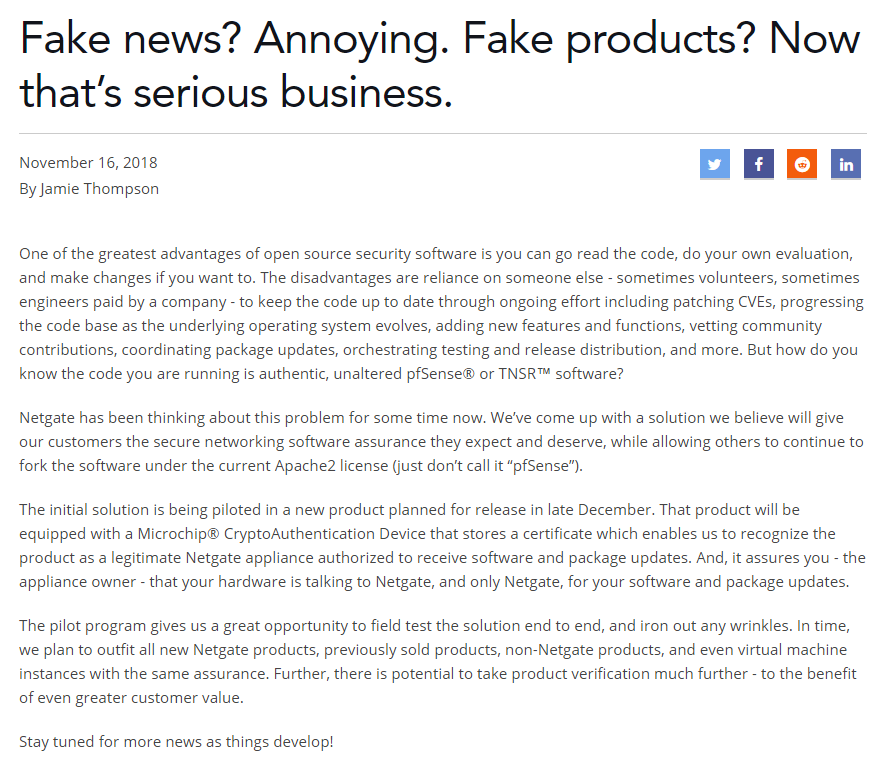 Fake news? Annoying. Fake products? Now
that’s serious business.
November 16, 2018
By Jamie Thompson
One of the greatest advantages of open source security software is you can go read the code, do your own evaluation,
and make changes if you want to. The disadvantages are reliance on someone else - sometimes volunteers, sometimes
engineers paid by a company - to keep the code up to date through ongoing effort including patching CVEs, progressing
the code base as the underlying operating system evolves, adding new features and functions, vetting community
contributions, coordinating package updates, orchestrating testing and release distribution, and more. But how do you
know the code you are running is authentic, unaltered pfSense® or TNSR™ software?
Netgate has been thinking about this problem for some time now. We’ve come up with a solution we believe will give
our customers the secure networking software assurance they expect and deserve, while allowing others to continue to
fork the software under the current Apache2 license (just don’t call it “pfSense”).
The initial solution is being piloted in a new product planned for release in late December. That product will be
equipped with a Microchip® CryptoAuthentication Device that stores a certificate which enables us to recognize the
product as a legitimate Netgate appliance authorized to receive software and package updates. And, it assures you - the
appliance owner - that your hardware is talking to Netgate, and only Netgate, for your software and package updates.
The pilot program gives us a great opportunity to field test the solution end to end, and iron out any wrinkles. In time,
we plan to outfit all new Netgate products, previously sold products, non-Netgate products, and even virtual machine
instances with the same assurance. Further, there is potential to take product verification much further - to the benefit
of even greater customer value.
Stay tuned for more news as things develop!